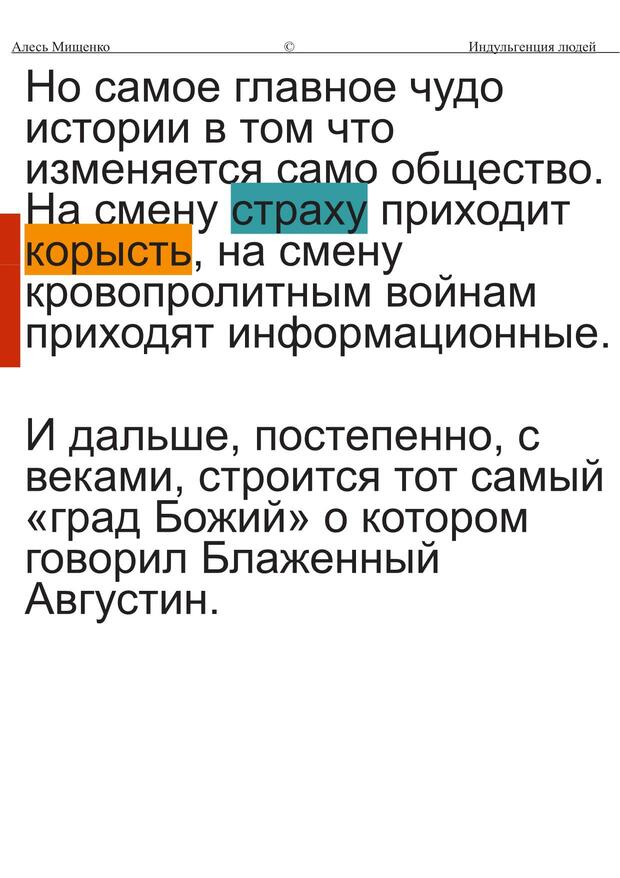 Алесь Мищенко © Индульгенция людей
Но самое главное чудо
истории в том что
изменяется само общество.
На смену страху приходит
корысть, на смену
кровопролитным войнам
приходят информационные.
И дальше, постепенно, с
веками, строится тот самый
«град Божий» о котором
говорил Блаженный
Августин.